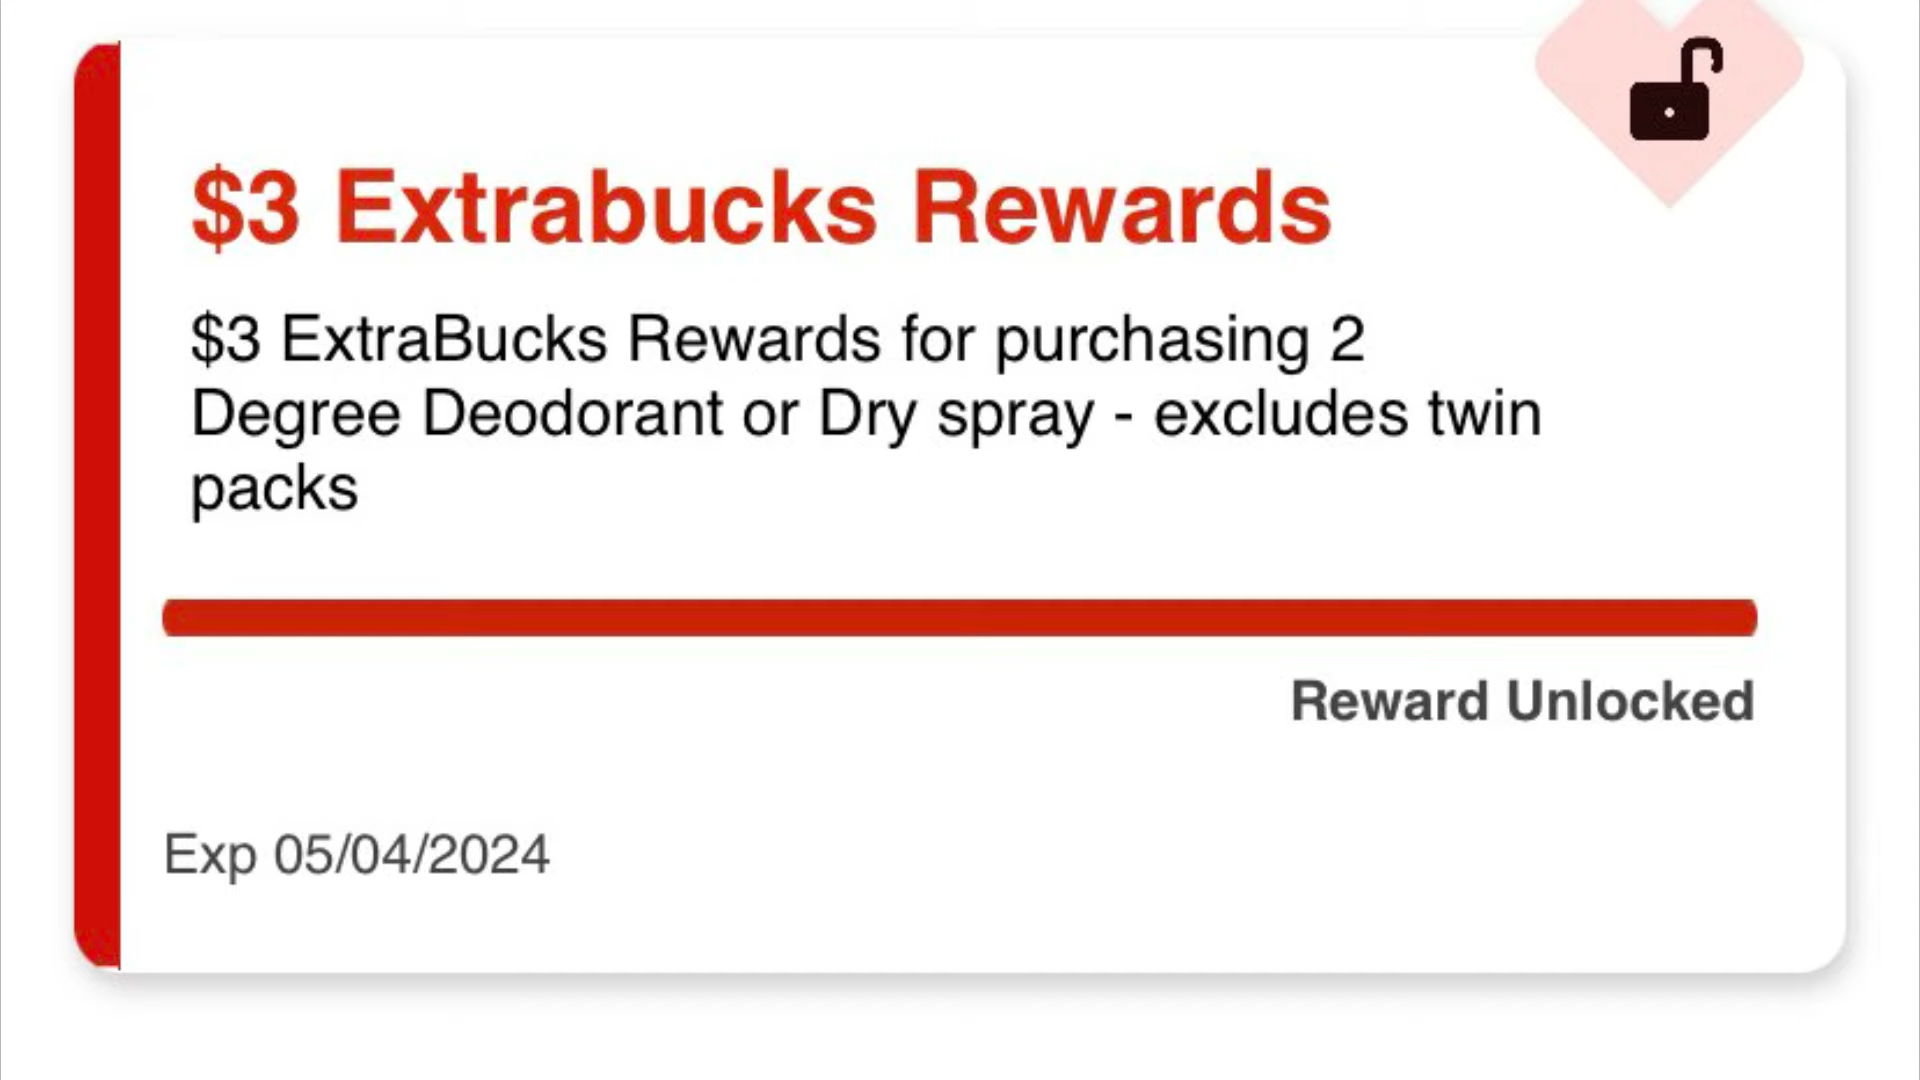 $3 Extrabucks Rewards
$3 ExtraBucks Rewards for purchasing 2
Degree Deodorant or Dry spray - excludes twin
packs
Reward Unlocked
Exp 05/04/2024